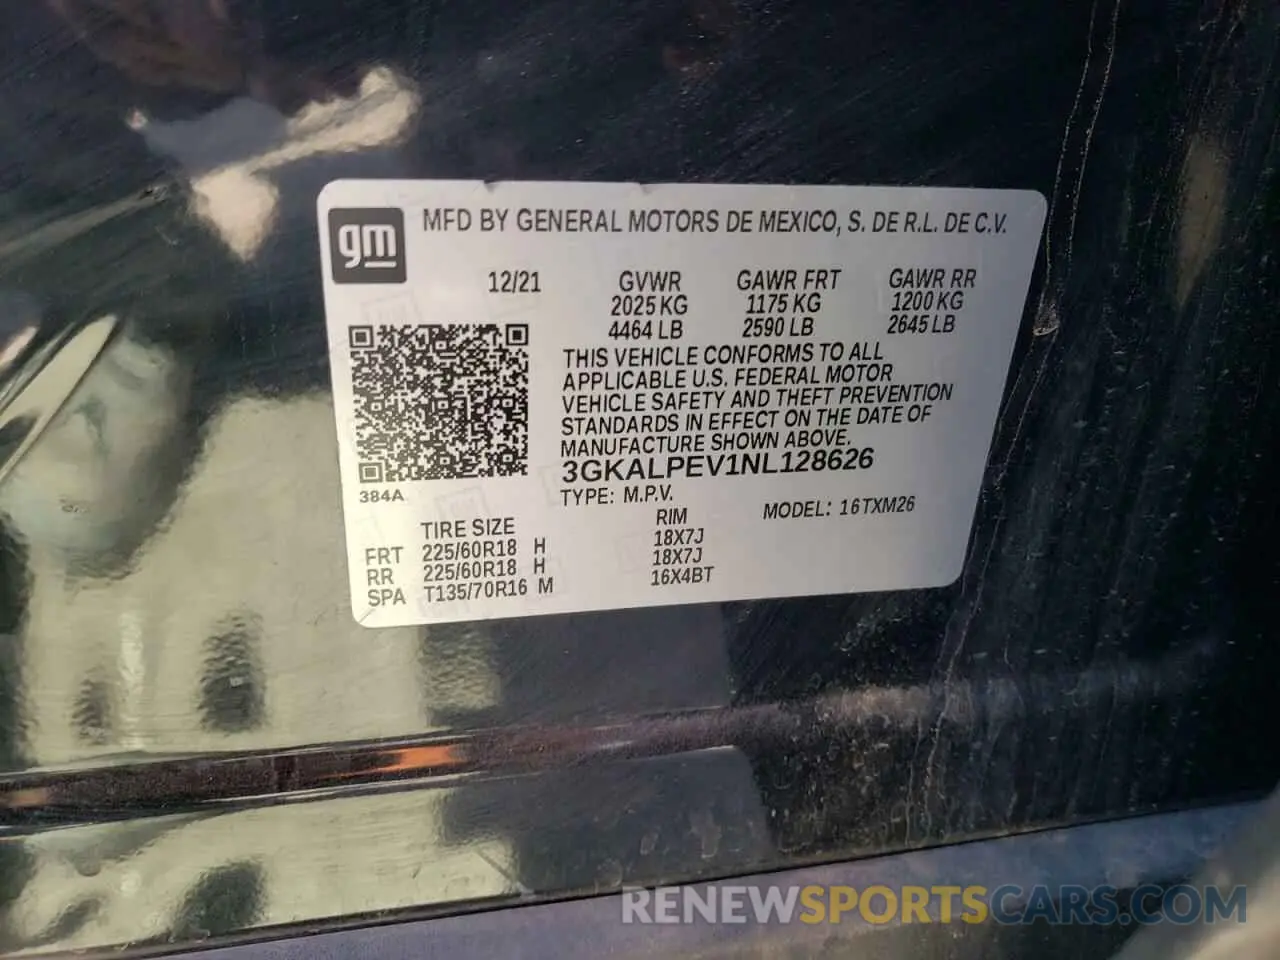 gm
MFD BY GENERAL MOTORS DE MEXICO, S. DE R.L. DE C.V.
12/21 GVWR GAWR FRT GAWR RR
2025 KG 1175 KG 1200 KG
4464 LB 2590 LB 2645 LB
THIS VEHICLE CONFORMS TO ALL
APPLICABLE U.S. FEDERAL MOTOR
VEHICLE SAFETY AND THEFT PREVENTION
STANDARDS IN EFFECT ON THE DATE OF
MANUFACTURE SHOWN ABOVE.
3GKALPEV1NL128626
384A TYPE: M.P.V. MODEL: 16TXM26
TIRE SIZE RIM
FRT 225/60R18 H 18X7J
RR 225/60R18 H 18X7J
SPA T135/70R16 M 16X4BT
RENEWSPORTSCARS.COM